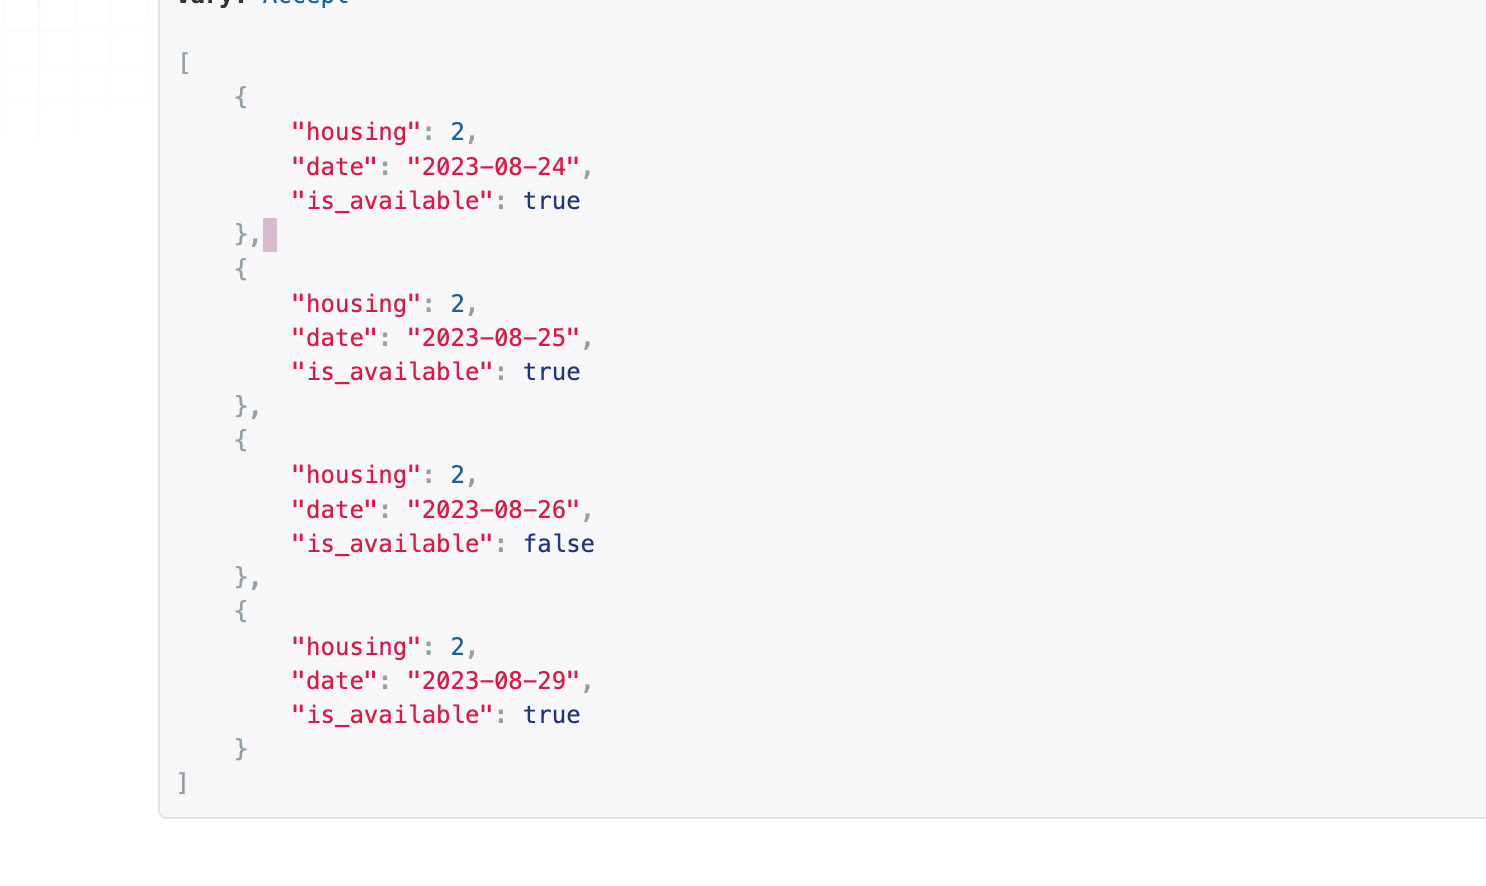 Vary: Accept
[
    {
        "housing": 2,
        "date": "2023-08-24",
        "is_available": true
    },
    {
        "housing": 2,
        "date": "2023-08-25",
        "is_available": true
    },
    {
        "housing": 2,
        "date": "2023-08-26",
        "is_available": false
    },
    {
        "housing": 2,
        "date": "2023-08-29",
        "is_available": true
    }
]